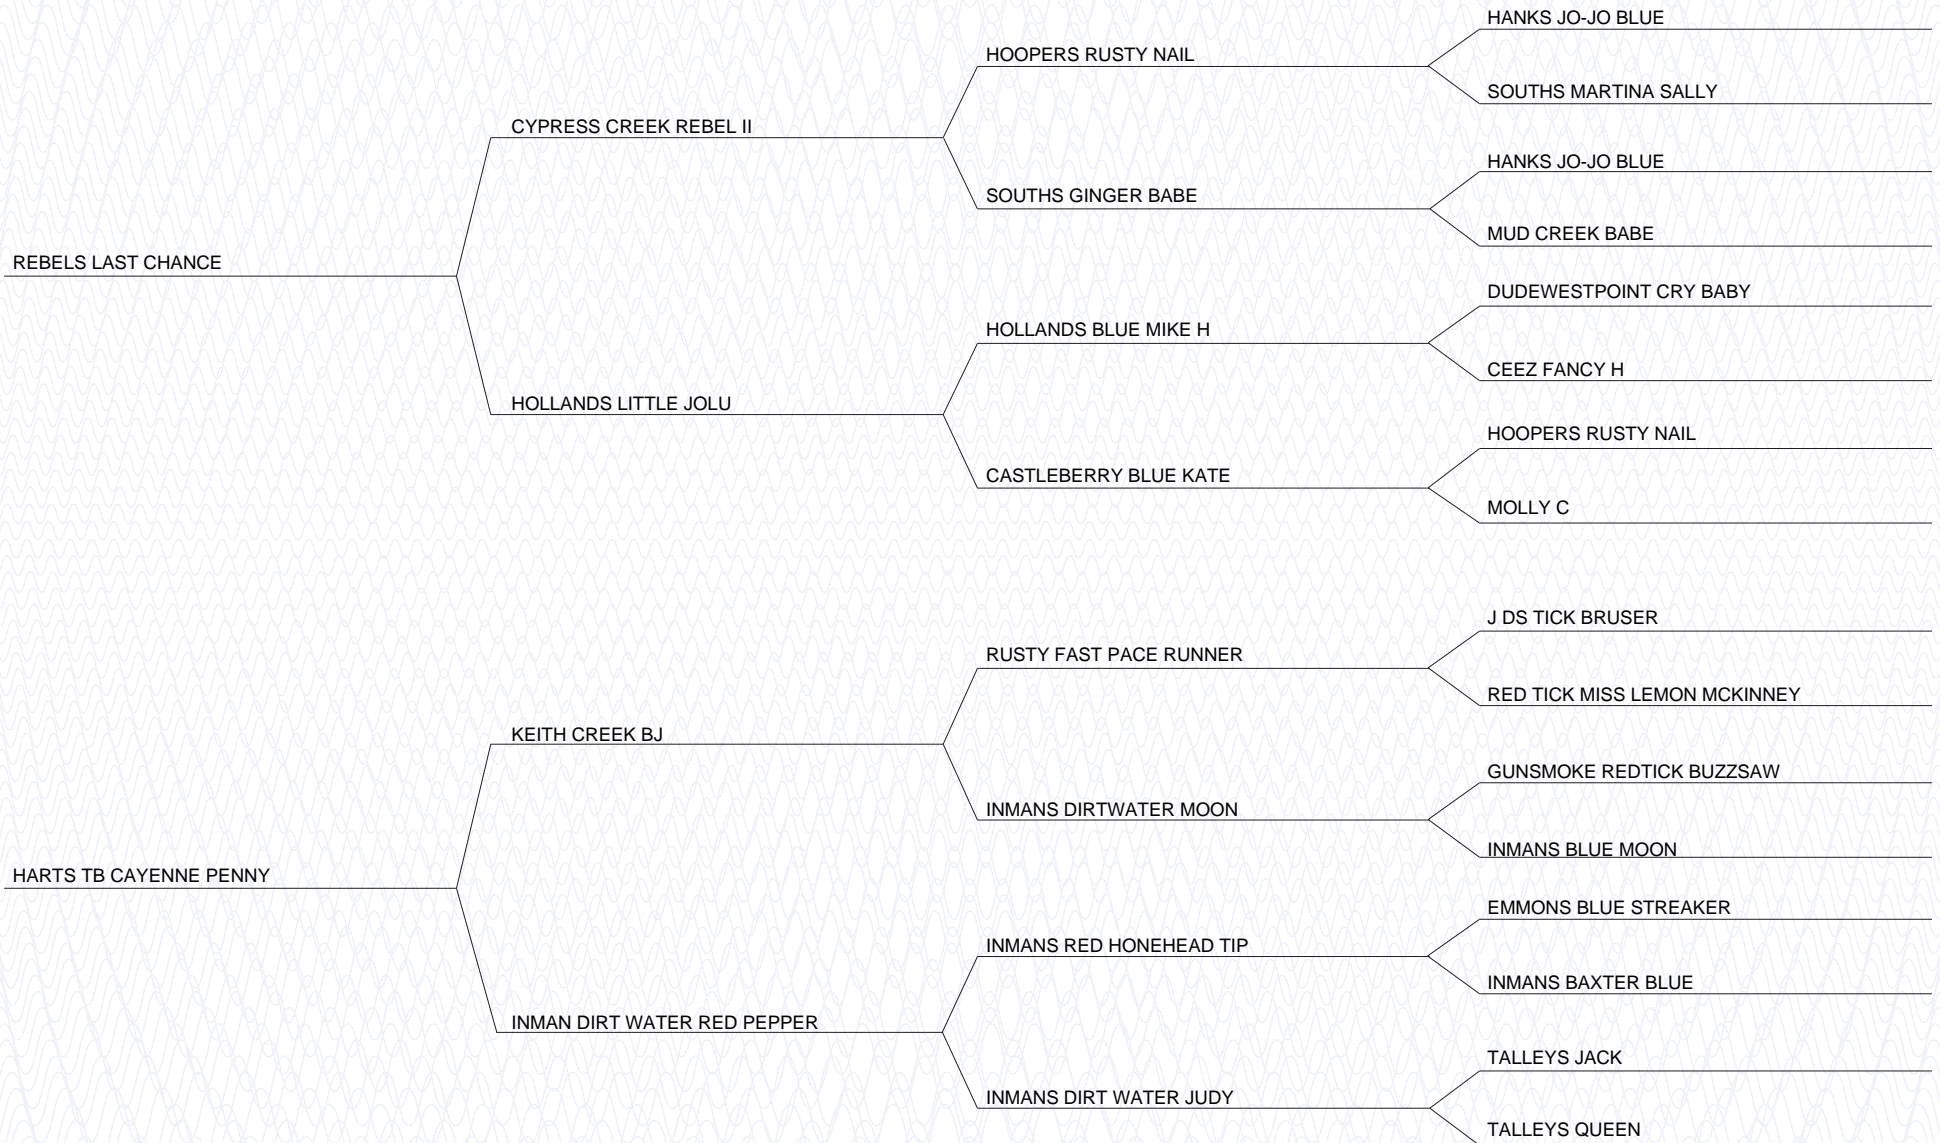 HANKS JO-JO BLUE
HOOPERS RUSTY NAIL
SOUTHS MARTINA SALLY
CYPRESS CREEK REBEL II
HANKS JO-JO BLUE
SOUTHS GINGER BABE
MUD CREEK BABE
REBELS LAST CHANCE
DUDEWESTPOINT CRY BABY
HOLLANDS BLUE MIKE H
CEEZ FANCY H
HOLLANDS LITTLE JOLU
HOOPERS RUSTY NAIL
CASTLEBERRY BLUE KATE
MOLLY C
J DS TICK BRUSER
RUSTY FAST PACE RUNNER
RED TICK MISS LEMON MCKINNEY
KEITH CREEK BJ
GUNSMOKE REDTICK BUZZSAW
INMANS DIRTWATER MOON
INMANS BLUE MOON
HARTS TB CAYENNE PENNY
EMMONS BLUE STREAKER
INMANS RED HONEHEAD TIP
INMANS BAXTER BLUE
INMAN DIRT WATER RED PEPPER
TALLEYS JACK
INMANS DIRT WATER JUDY
TALLEYS QUEEN